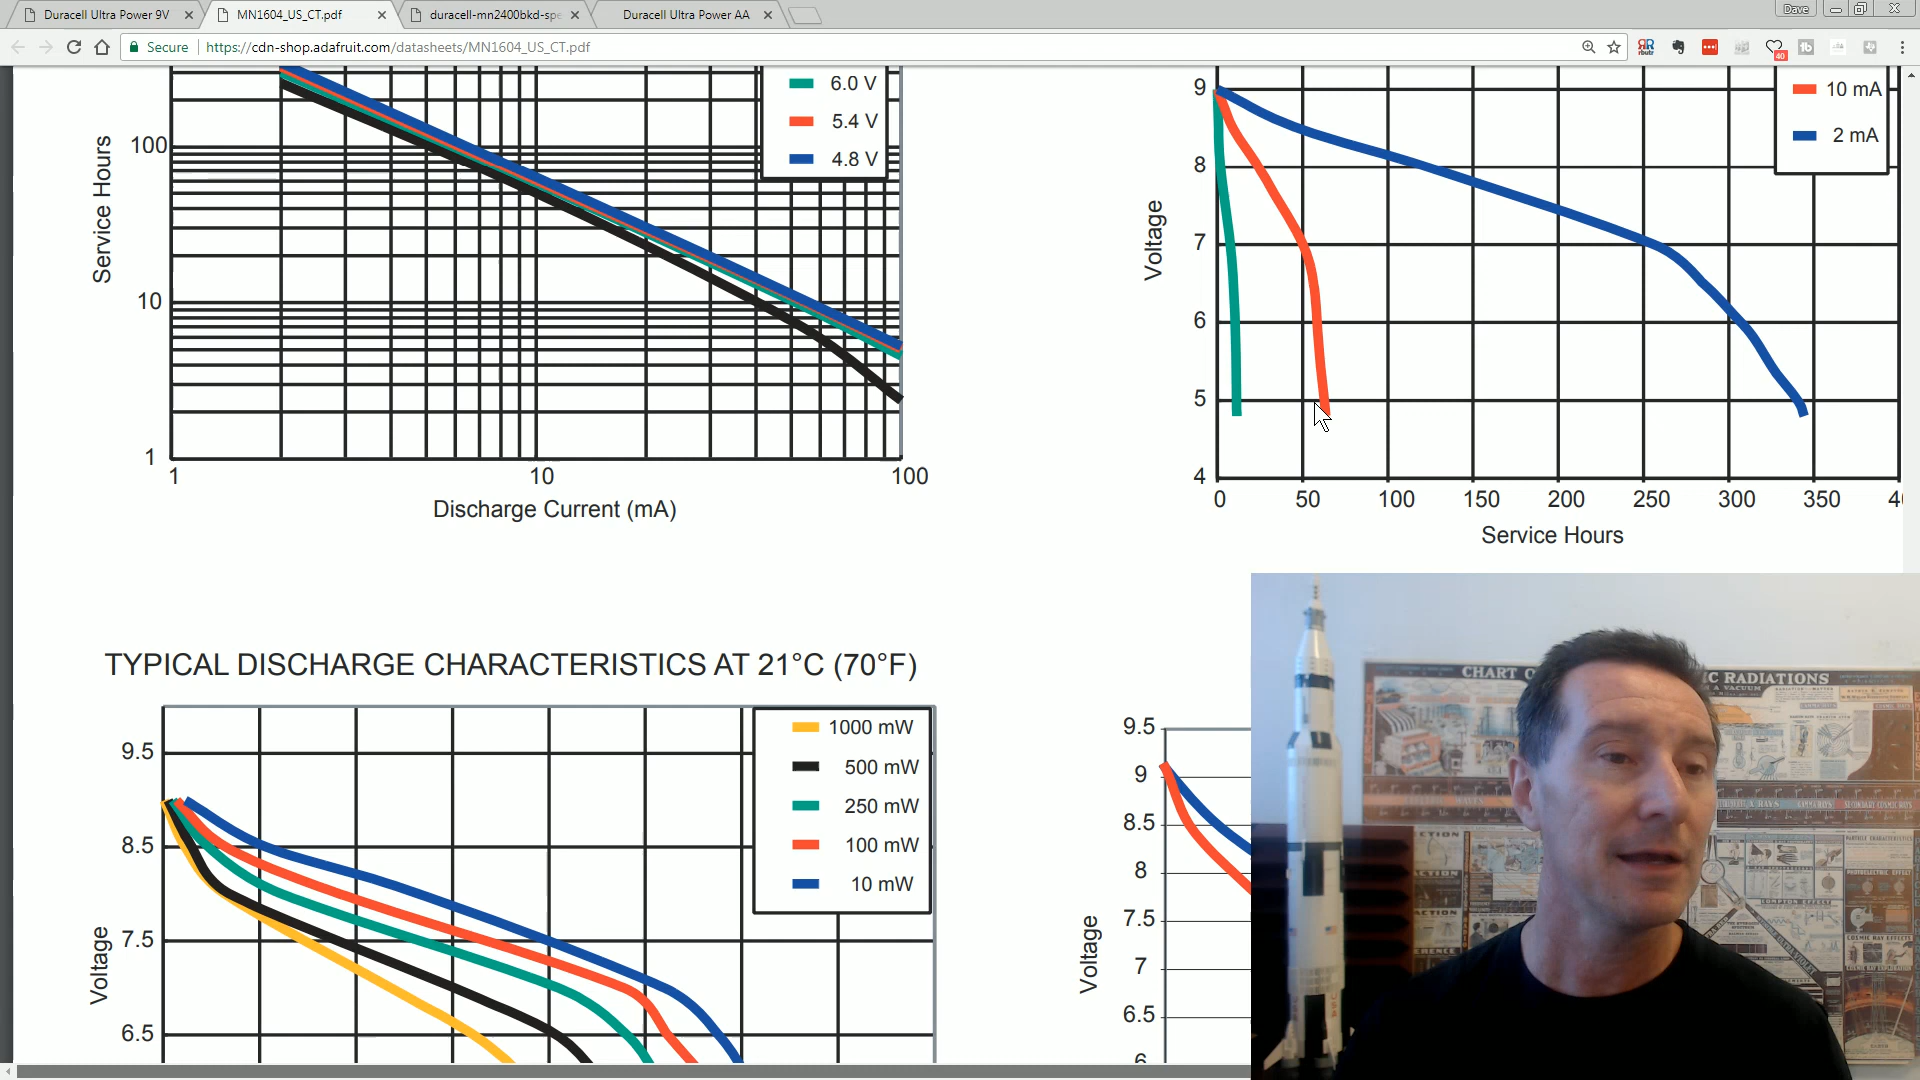 Duracell Ultra Power 9V
MN1604_US_CT.pdf
duracell-mn2400bkd-spe
Duracell Ultra Power AA
Dave
Secure
https://cdn-shop.adafruit.com/datasheets/MN1604_US_CT.pdf
rbutr
40
6.0 V
5.4 V
4.8 V
Service Hours
100
10
1
1
10
100
Discharge Current (mA)
10 mA
2 mA
Voltage
9
8
7
6
5
4
0
50
100
150
200
250
300
350
Service Hours
TYPICAL DISCHARGE CHARACTERISTICS AT 21°C (70°F)
1000 mW
500 mW
250 mW
100 mW
10 mW
Voltage
9.5
8.5
7.5
6.5
Voltage
9.5
9
8.5
8
7.5
7
6.5
6
CHART O
IC RADIATIONS